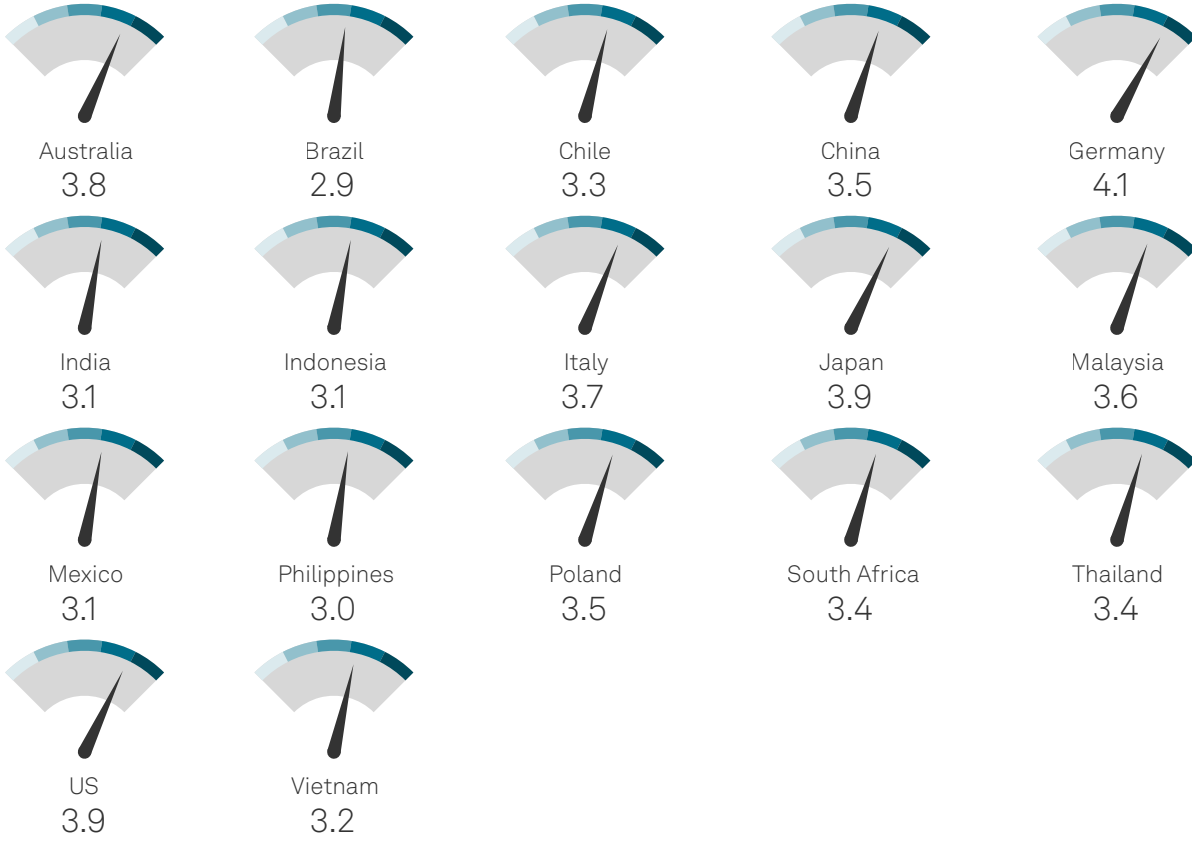 Australia
3.8
Brazil
2.9
Chile
3.3
China
3.5
Germany
4.1
India
3.1
Indonesia
3.1
Italy
3.7
Japan
3.9
Malaysia
3.6
Mexico
3.1
Philippines
3.0
Poland
3.5
South Africa
3.4
Thailand
3.4
US
3.9
Vietnam
3.2